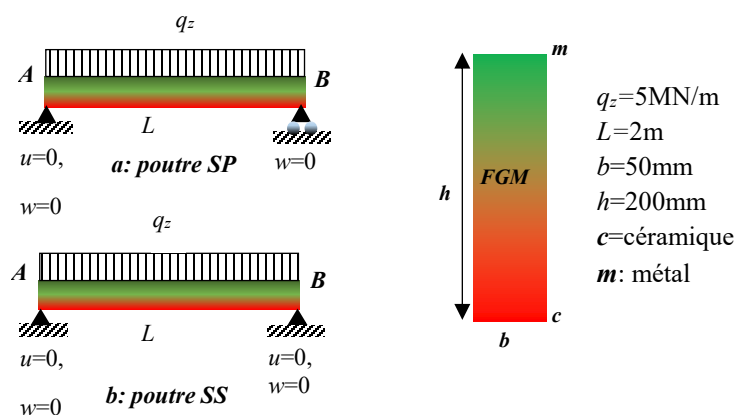 qz
A
B
L
u=0,
w=0
a: poutre SP
w=0
qz
A
B
L
u=0,
w=0
b: poutre SS
u=0,
w=0
m
h
FGM
c
b
qz=5MN/m
L=2m
b=50mm
h=200mm
c=céramique
m: métal